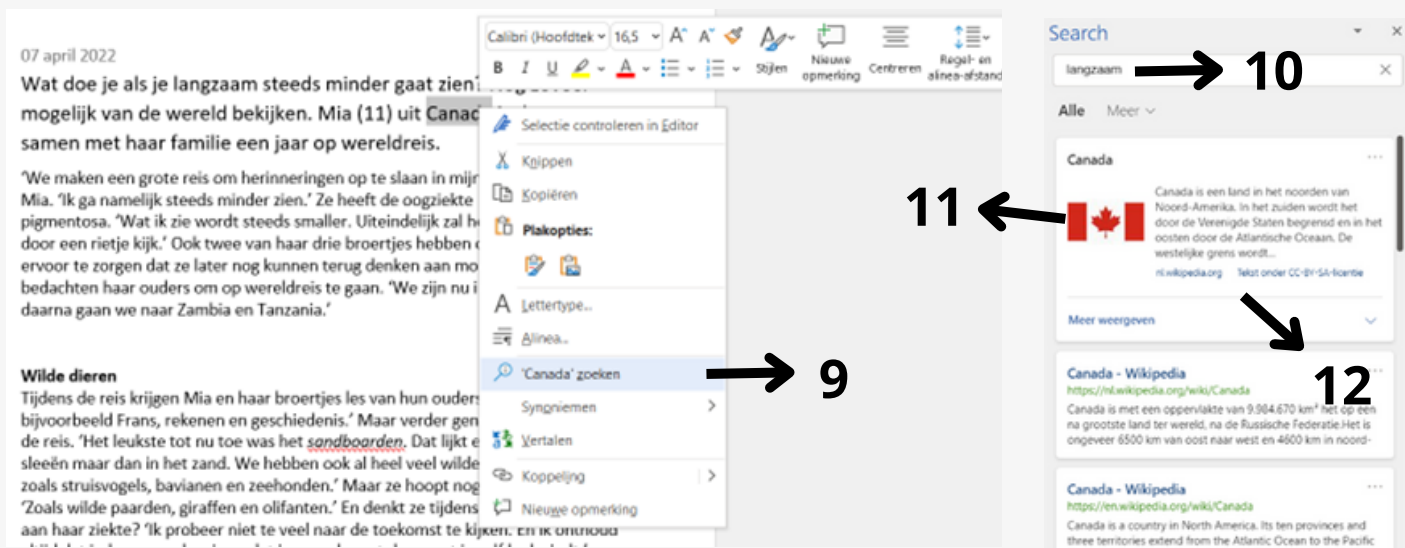 07 april 2022
Wat doe je als je langzaam steeds minder gaat zien?
mogelijk van de wereld bekijken. Mia (11) uit Canad
samen met haar familie een jaar op wereldreis.
'We maken een grote reis om herinneringen op te slaan in mijn
Mia. 'Ik ga namelijk steeds minder zien.' Ze heeft de oogziekte
pigmentosa. 'Wat ik zie wordt steeds smaller. Uiteindelijk zal h
door een rietje kijk.' Ook twee van haar drie broertjes hebben
ervoor te zorgen dat ze later nog kunnen terug denken aan mo
bedachten haar ouders om op wereldreis te gaan. 'We zijn nu i
daarna gaan we naar Zambia en Tanzania.'
Wilde dieren
Tijdens de reis krijgen Mia en haar broertjes les van hun ouders
bijvoorbeeld Frans, rekenen en geschiedenis.' Maar verder gen
de reis. 'Het leukste tot nu toe was het sandboarden. Dat lijkt e
sleeën maar dan in het zand. We hebben ook al heel veel wilde
zoals struisvogels, bavianen en zeehonden.' Maar ze hoopt nog
'Zoals wilde paarden, giraffen en olifanten.' En denkt ze tijdens
aan haar ziekte? 'Ik probeer niet te veel naar de toekomst te kijken. En ik onthoud
Calibri (Hoofdtek 16,5 A A
B I U A Stijlen Nieuwe opmerking Centreren Regel- en alinea-afstand
Selectie controleren in Editor
Knippen
Kopiëren
Plakopties:
Lettertype...
Alinea...
'Canada' zoeken
Synoniemen
Vertalen
Koppeling
Nieuwe opmerking
9
Search
langzaam
10
Alle Meer
Canada
Canada is een land in het noorden van
Noord-Amerika. In het zuiden wordt het
door de Verenigde Staten begrensd en in het
oosten door de Atlantische Oceaan. De
westelijke grens wordt...
nl.wikipedia.org Tekst onder CC-BY-SA-licentie
11
Meer weergeven
12
Canada - Wikipedia
https://nl.wikipedia.org/wiki/Canada
Canada is met een oppervlakte van 9.984.670 km² het op een
na grootste land ter wereld, na de Russische Federatie.Het is
ongeveer 6500 km van oost naar west en 4600 km in noord-
Canada - Wikipedia
https://en.wikipedia.org/wiki/Canada
Canada is a country in North America. Its ten provinces and
three territories extend from the Atlantic Ocean to the Pacific